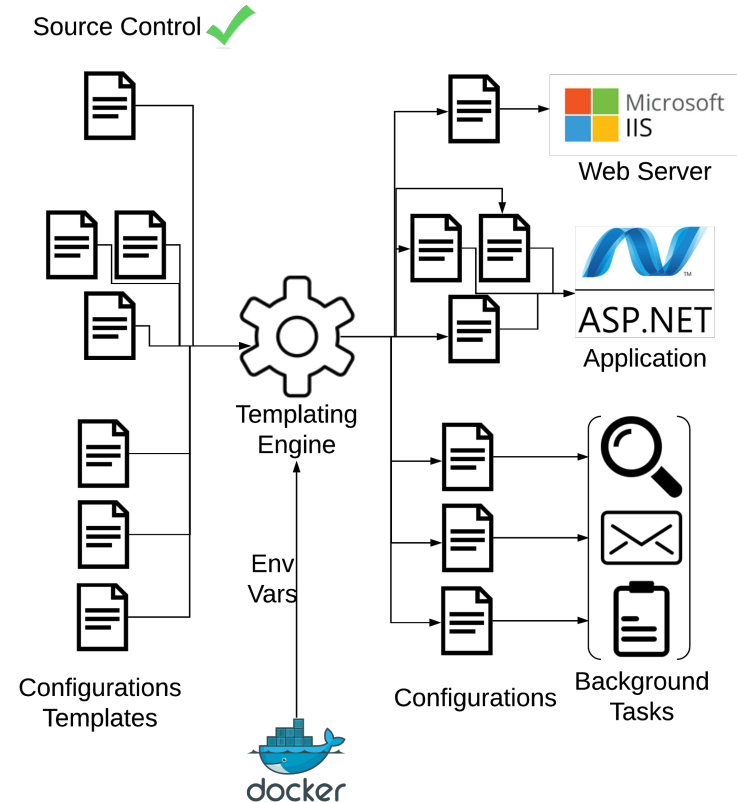 Source Control
Microsoft
IIS
Web Server
TM
ASP.NET
Application
Templating
Engine
Env
Vars
Configurations
Templates
Configurations
Background
Tasks
docker